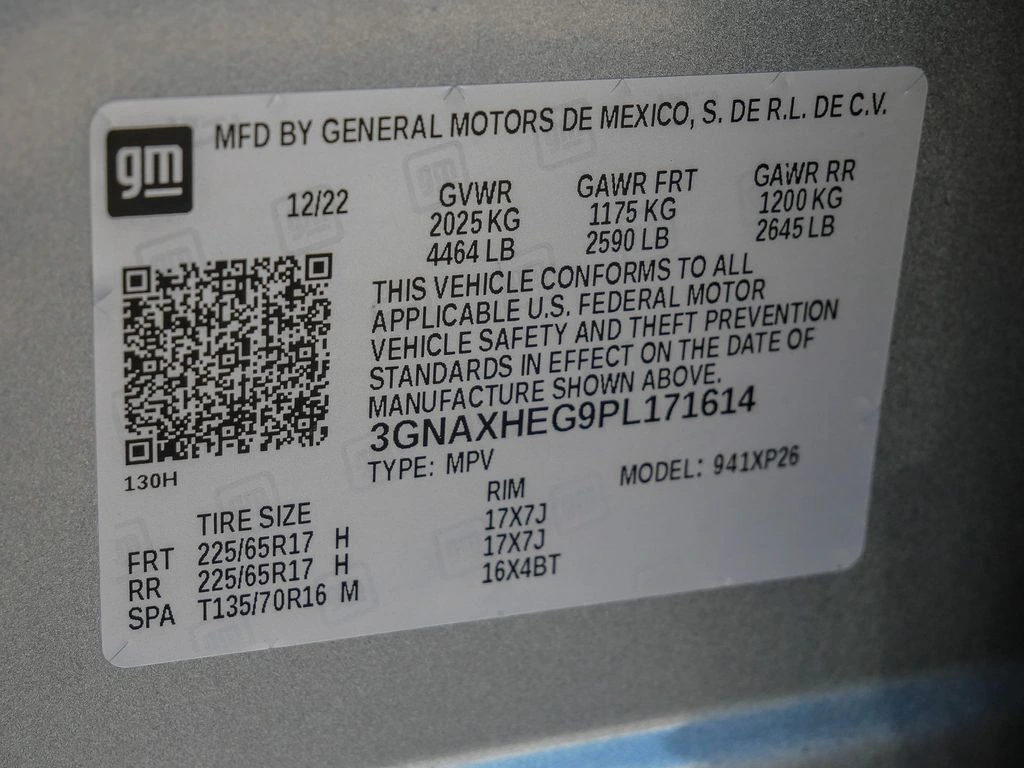 gm
MFD BY GENERAL MOTORS DE MEXICO, S. DE R.L. DE C.V.
12/22 GVWR GAWR FRT GAWR RR
2025 KG 1175 KG 1200 KG
4464 LB 2590 LB 2645 LB
THIS VEHICLE CONFORMS TO ALL
APPLICABLE U.S. FEDERAL MOTOR
VEHICLE SAFETY AND THEFT PREVENTION
STANDARDS IN EFFECT ON THE DATE OF
MANUFACTURE SHOWN ABOVE.
3GNAXHEG9PL171614
130H
TYPE: MPV MODEL: 941XP26
TIRE SIZE RIM
FRT 225/65R17 H 17X7J
RR 225/65R17 H 17X7J
SPA T135/70R16 M 16X4BT